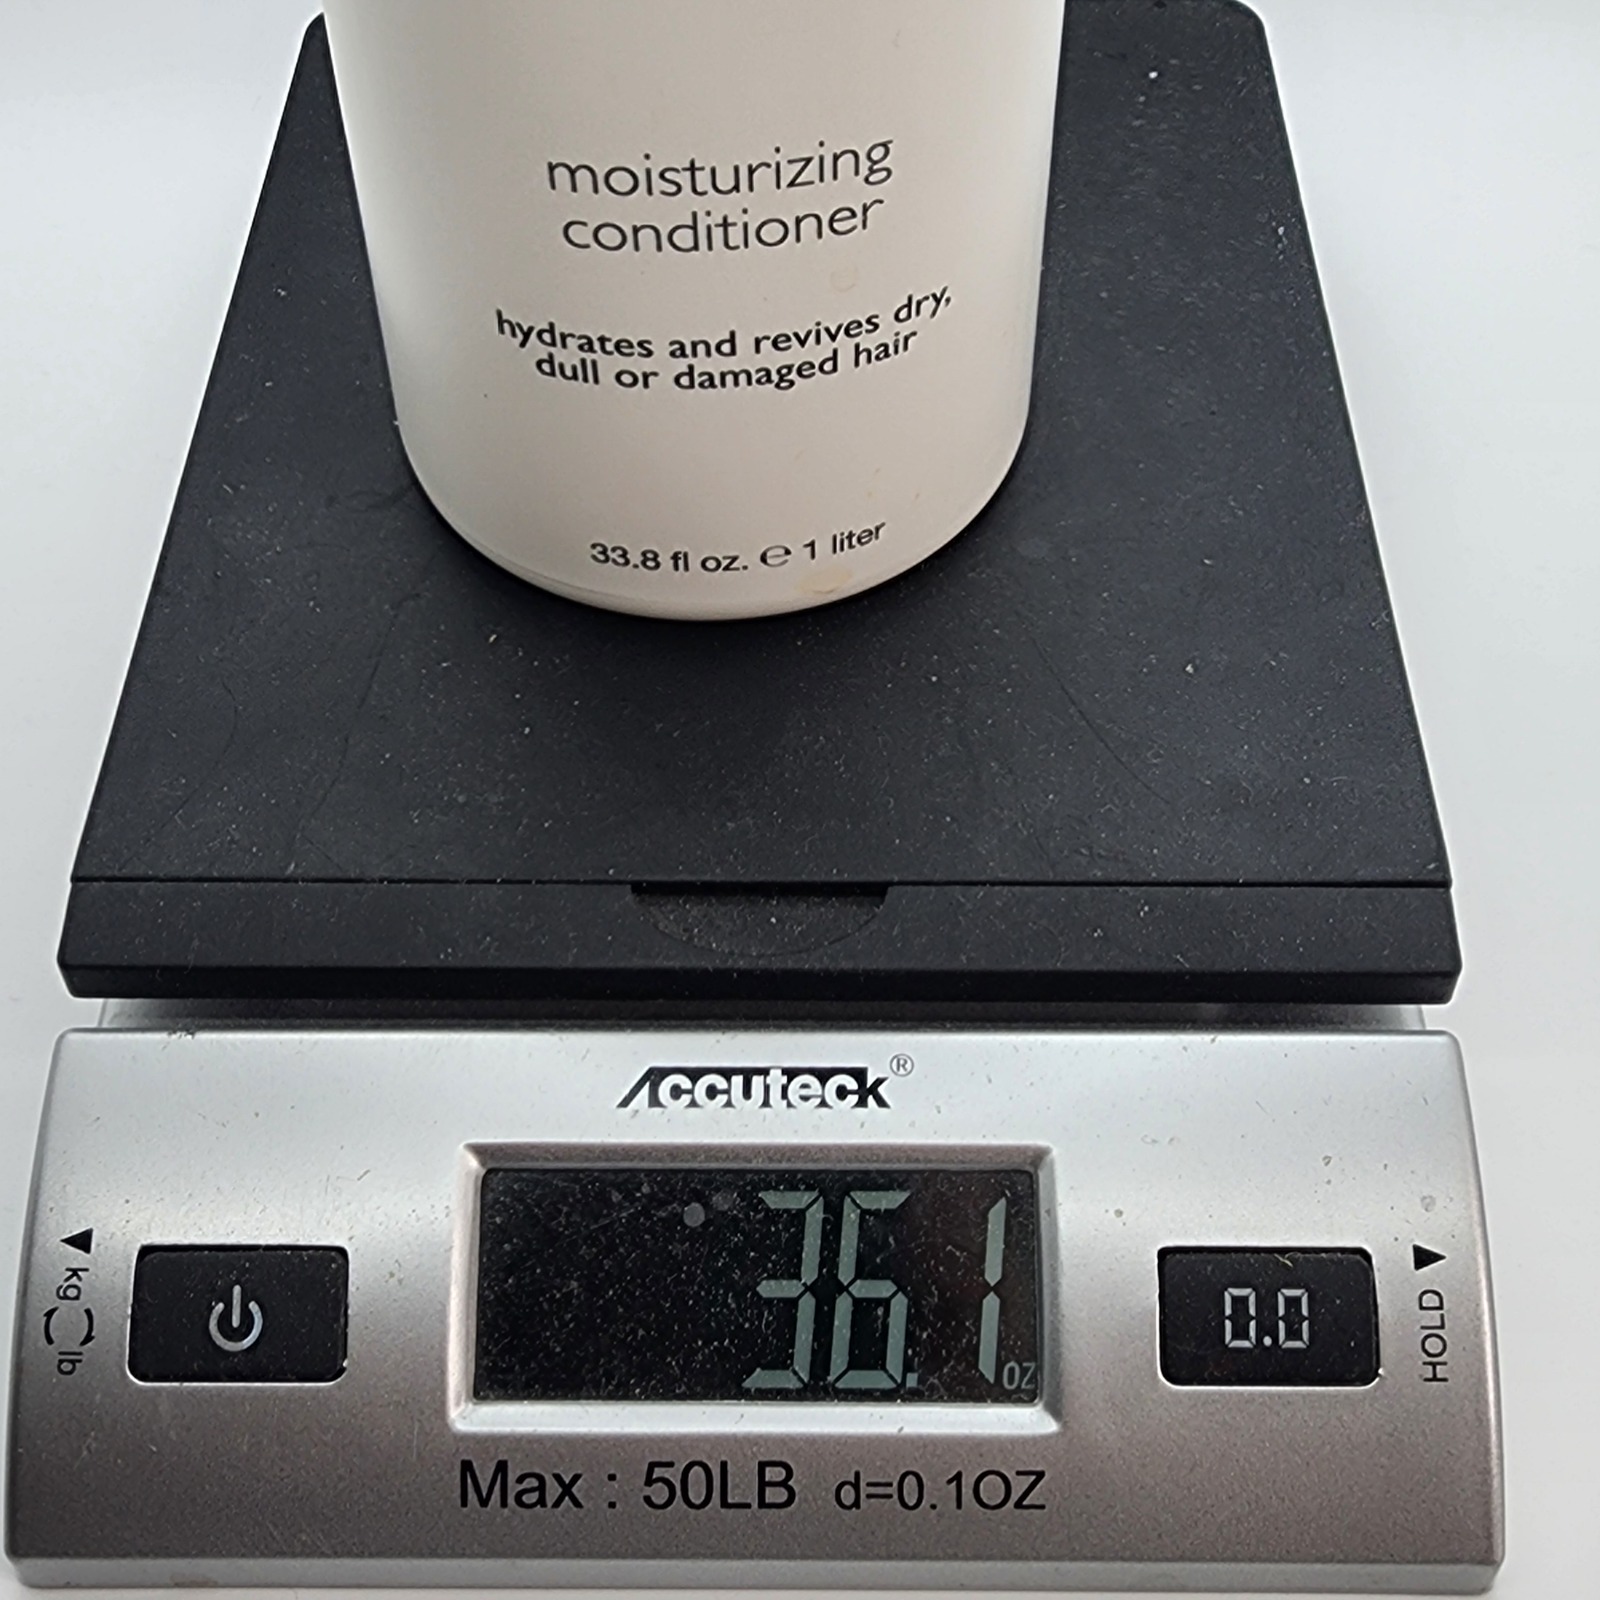 moisturizing
conditioner
hydrates and revives dry,
dull or damaged hair
33.8 fl oz. ℮ 1 liter
Accuteck®
36.1 OZ
kg lb
0.0
HOLD
Max : 50LB d=0.1OZ